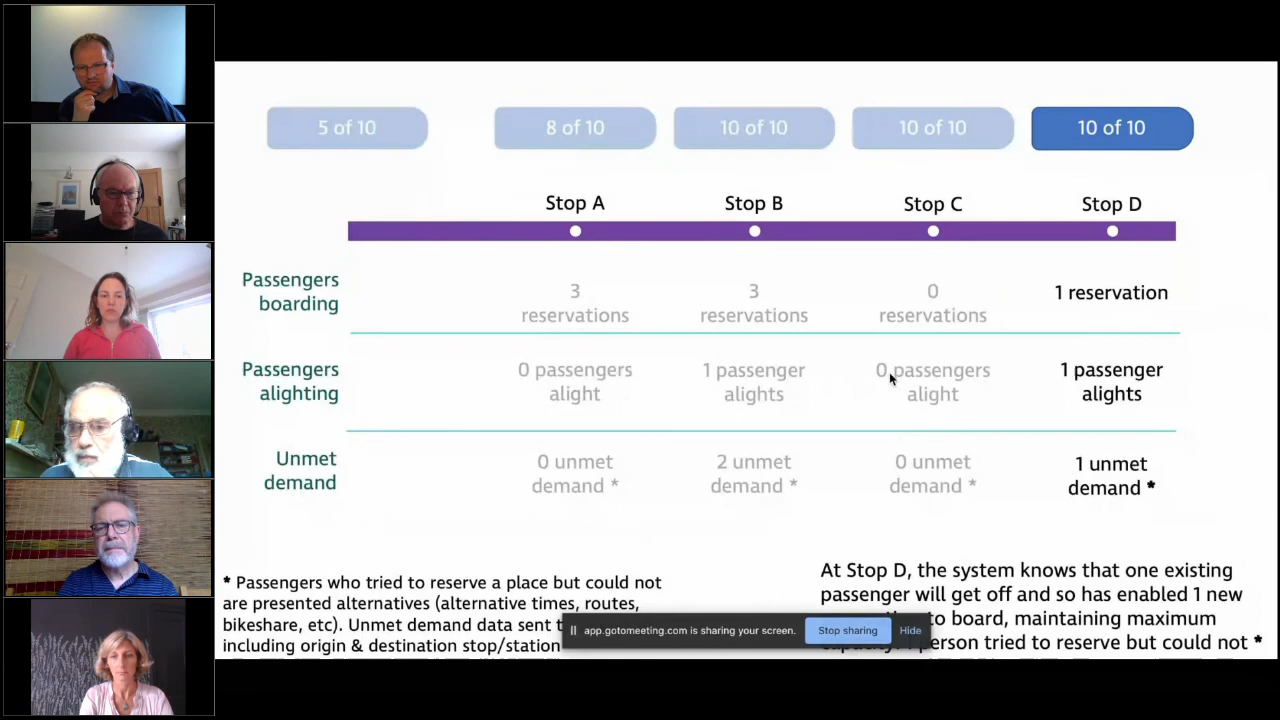 5 of 10
8 of 10
10 of 10
10 of 10
10 of 10
Stop A
Stop B
Stop C
Stop D
Passengers
boarding
3
reservations
3
reservations
0
reservations
1 reservation
Passengers
alighting
0 passengers
alight
1 passenger
alights
0 passengers
alight
1 passenger
alights
Unmet
demand
0 unmet
demand *
2 unmet
demand *
0 unmet
demand *
1 unmet
demand *
* Passengers who tried to reserve a place but could not
are presented alternatives (alternative times, routes,
bikeshare, etc). Unmet demand data sent
including origin & destination stop/station
At Stop D, the system knows that one existing
passenger will get off and so has enabled 1 new
to board, maintaining maximum
person tried to reserve but could not *
app.gotomeeting.com is sharing your screen.
Stop sharing
Hide